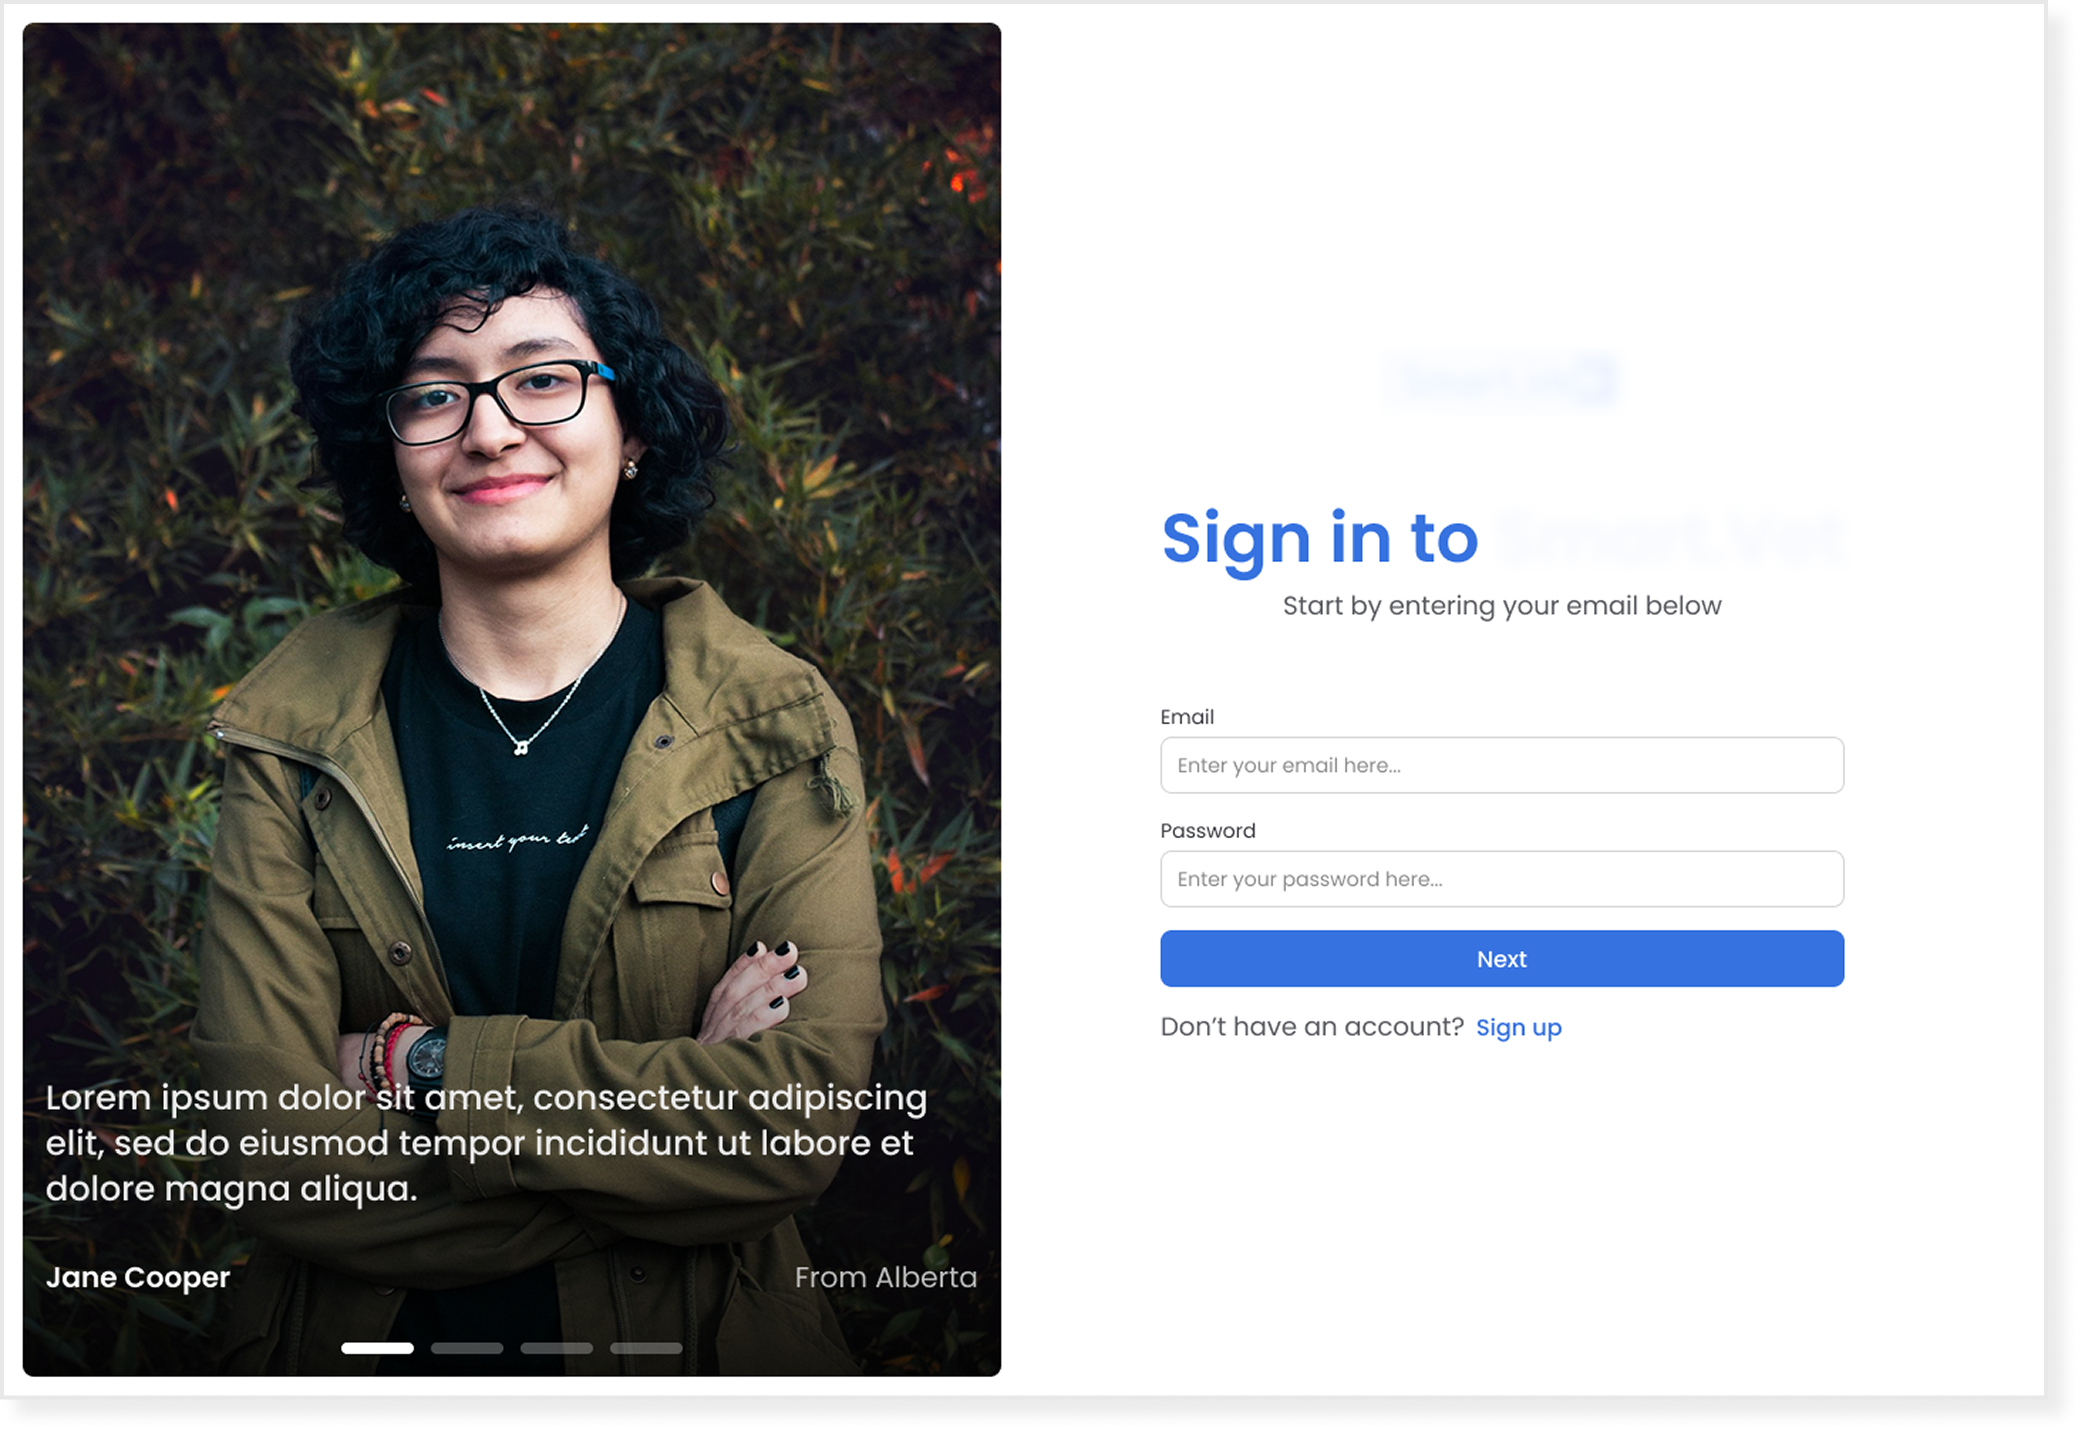 insert your text
Lorem ipsum dolor sit amet, consectetur adipiscing
elit, sed do eiusmod tempor incididunt ut labore et
dolore magna aliqua.
Jane Cooper
From Alberta
Sign in to
Start by entering your email below
Email
Enter your email here...
Password
Enter your password here...
Next
Don’t have an account? Sign up